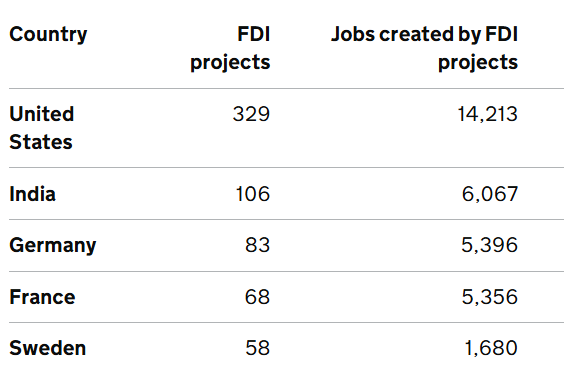 Country FDI projects Jobs created by FDI projects
United States 329 14,213
India 106 6,067
Germany 83 5,396
France 68 5,356
Sweden 58 1,680